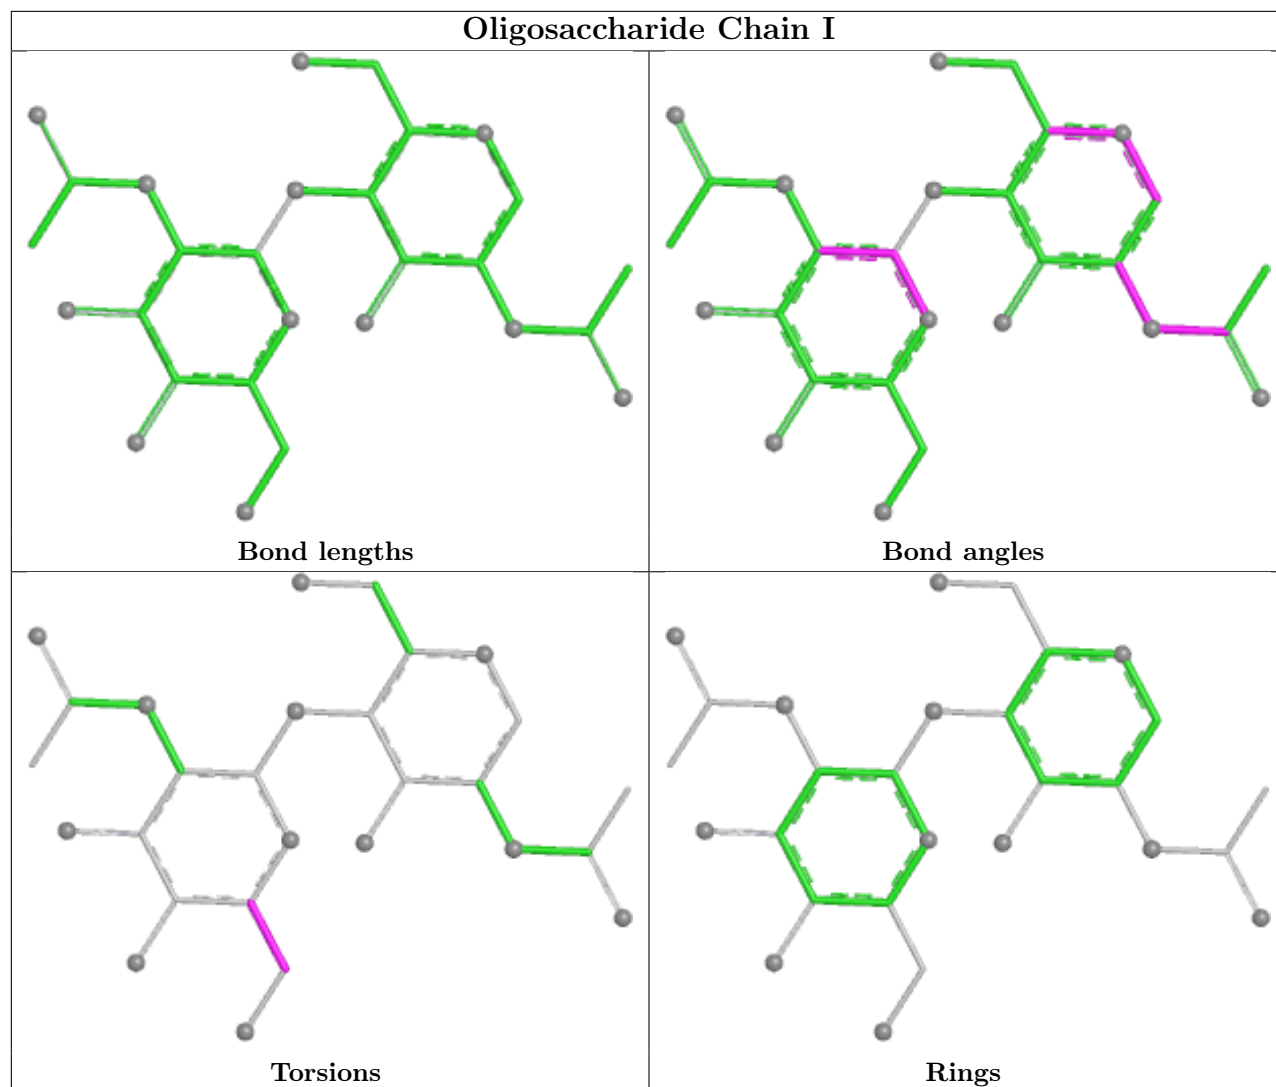 Oligosaccharide Chain I
Bond lengths
Bond angles
Torsions
Rings